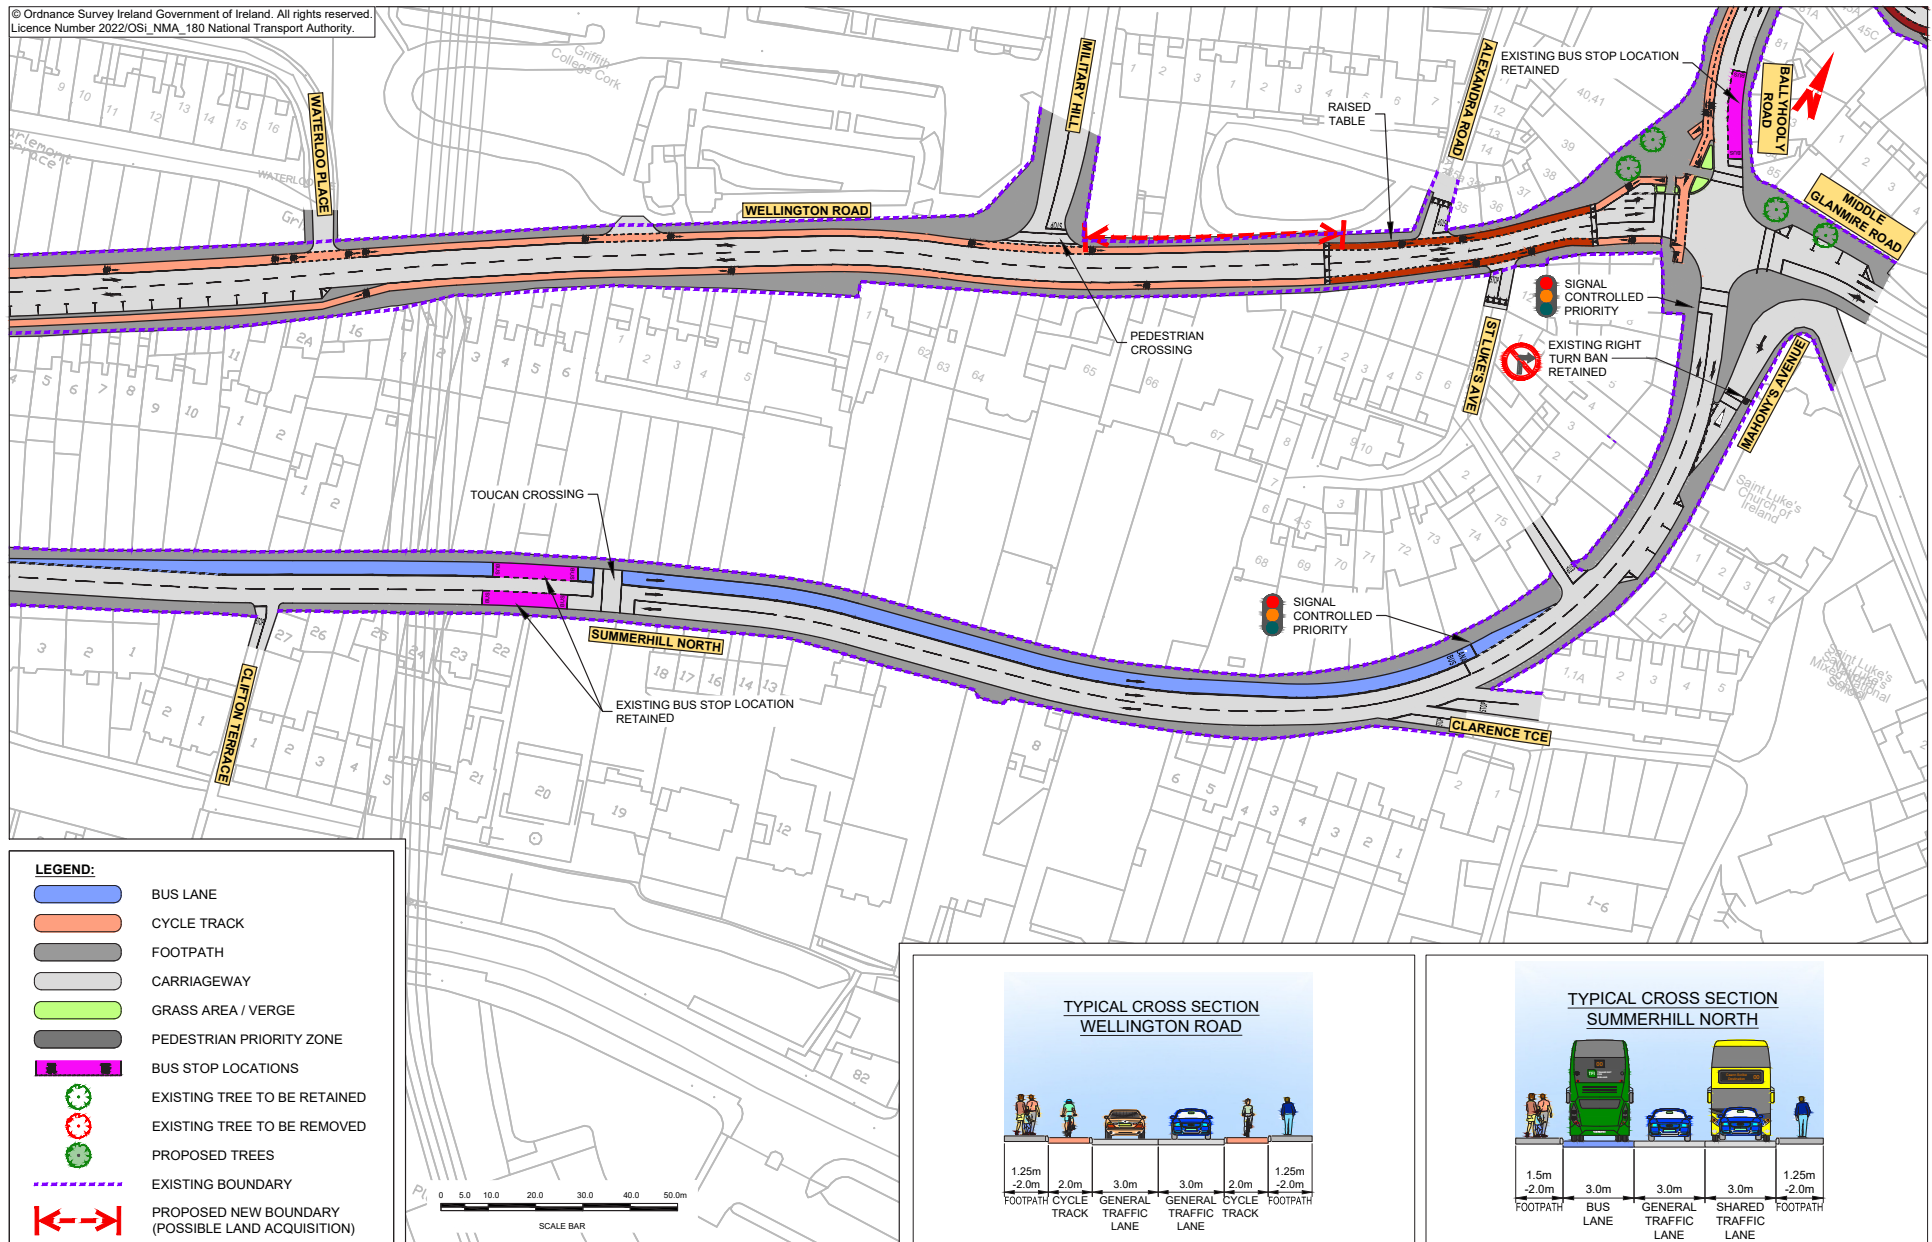 © Ordnance Survey Ireland Government of Ireland. All rights reserved.
Licence Number 2022/OSi_NMA_180 National Transport Authority.
Griffith
College Cork
WATERLOO PLACE
WELLINGTON ROAD
MILITARY HILL
RAISED
TABLE
ALEXANDRA ROAD
EXISTING BUS STOP LOCATION
RETAINED
BALLYHOOLY
ROAD
N
MIDDLE
GLANMIRE ROAD
PEDESTRIAN
CROSSING
ST LUKE'S AVE
SIGNAL
CONTROLLED
PRIORITY
EXISTING RIGHT
TURN BAN
RETAINED
MAHONY'S AVENUE
Saint Luke's
Church of
Ireland
TOUCAN CROSSING
SUMMERHILL NORTH
EXISTING BUS STOP LOCATION
RETAINED
CLIFTON TERRACE
SIGNAL
CONTROLLED
PRIORITY
CLARENCE TCE
LEGEND:
BUS LANE
CYCLE TRACK
FOOTPATH
CARRIAGEWAY
GRASS AREA / VERGE
PEDESTRIAN PRIORITY ZONE
BUS STOP LOCATIONS
EXISTING TREE TO BE RETAINED
EXISTING TREE TO BE REMOVED
PROPOSED TREES
EXISTING BOUNDARY
PROPOSED NEW BOUNDARY
(POSSIBLE LAND ACQUISITION)
0 5.0 10.0 20.0 30.0 40.0 50.0m
SCALE BAR
TYPICAL CROSS SECTION
WELLINGTON ROAD
1.25m
-2.0m
FOOTPATH
2.0m
CYCLE
TRACK
3.0m
GENERAL
TRAFFIC
LANE
3.0m
GENERAL
TRAFFIC
LANE
2.0m
CYCLE
TRACK
1.25m
-2.0m
FOOTPATH
TYPICAL CROSS SECTION
SUMMERHILL NORTH
1.5m
-2.0m
FOOTPATH
3.0m
BUS
LANE
3.0m
GENERAL
TRAFFIC
LANE
3.0m
SHARED
TRAFFIC
LANE
1.25m
-2.0m
FOOTPATH